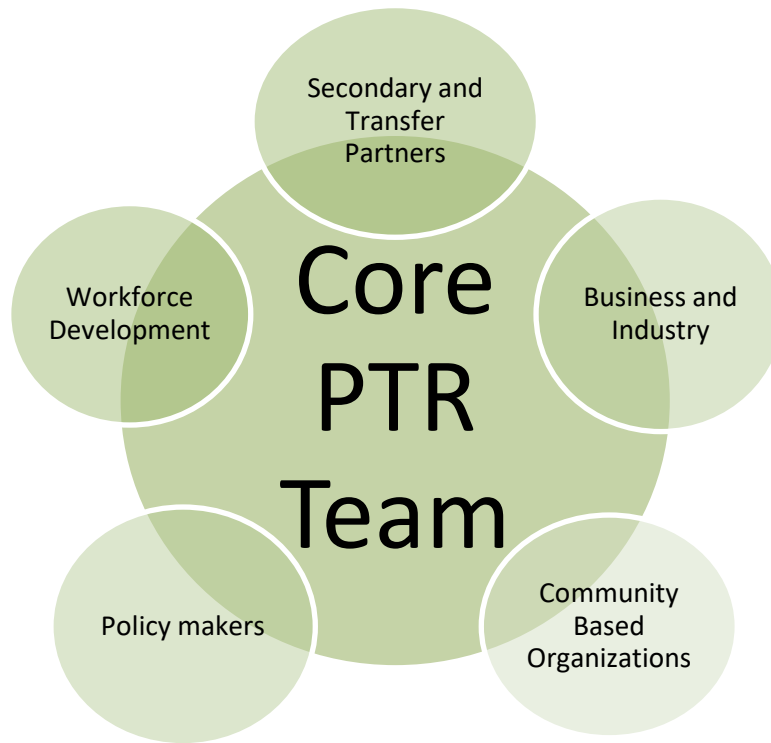 Secondary and
Transfer
Partners
Core
PTR
Team
Workforce
Development
Business and
Industry
Policy makers
Community
Based
Organizations